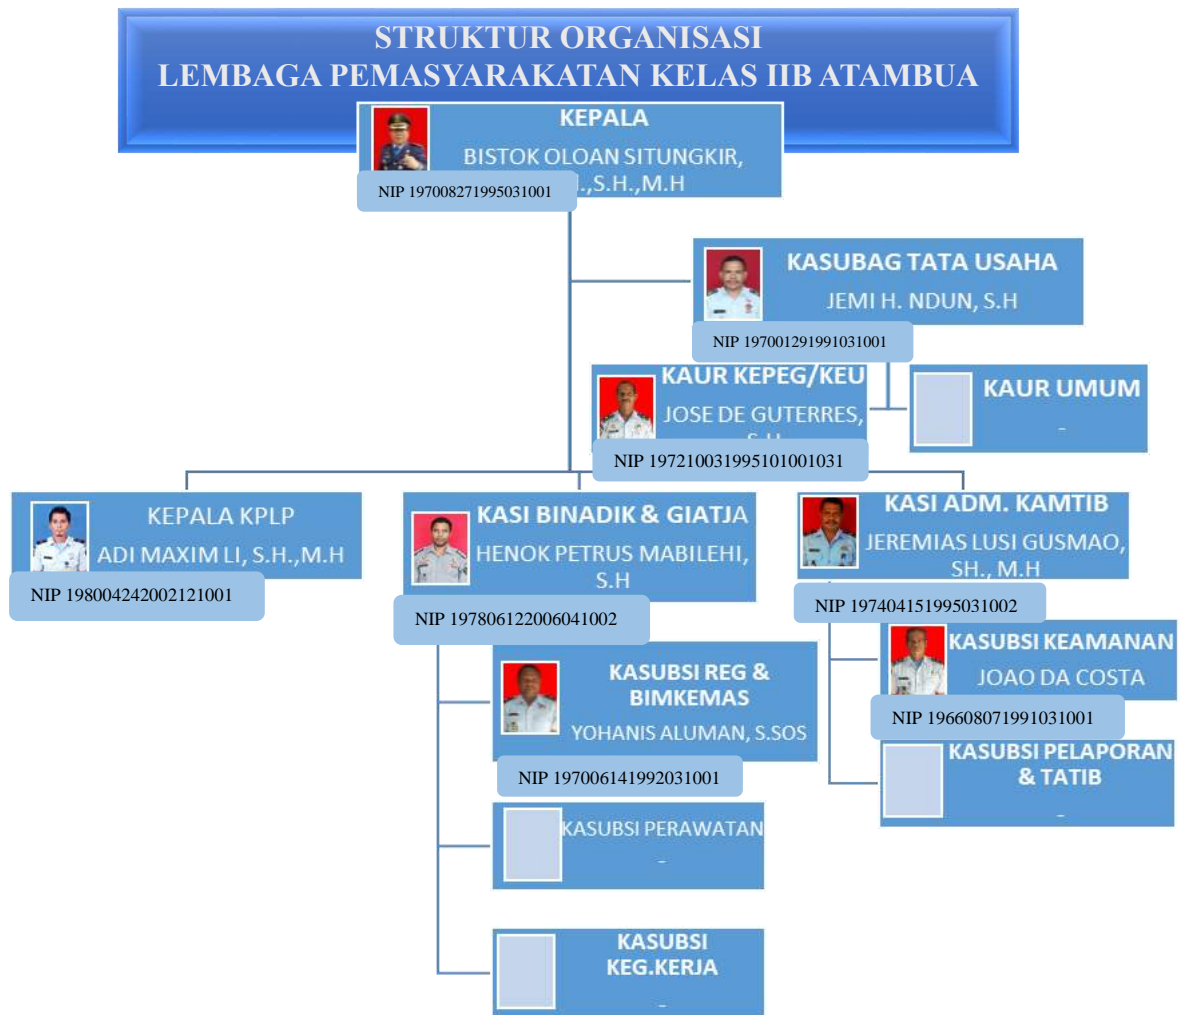 STRUKTUR ORGANISASI
LEMBAGA PEMASYARAKATAN KELAS IIB ATAMBUA
KEPALA
BISTOK OLOAN SITUNGKIR,
.,S.H.,M.H
NIP 197008271995031001
KASUBAG TATA USAHA
JEMI H. NDUN, S.H
NIP 197001291991031001
KAUR KEPEG/KEU
JOSE DE GUTERRES,
S.H
NIP 197210031995101001031
KAUR UMUM
-
KEPALA KPLP
ADI MAXIM LI, S.H.,M.H
NIP 198004242002121001
KASI BINADIK & GIATJA
HENOK PETRUS MABILEHI,
S.H
NIP 197806122006041002
KASI ADM. KAMTIB
JEREMIAS LUSI GUSMAO,
SH., M.H
NIP 197404151995031002
KASUBSI REG &
BIMKEMAS
YOHANIS ALUMAN, S.SOS
NIP 197006141992031001
KASUBSI PERAWATAN
-
KASUBSI
KEG.KERJA
-
KASUBSI KEAMANAN
JOAO DA COSTA
NIP 196608071991031001
KASUBSI PELAPORAN
& TATIB
-